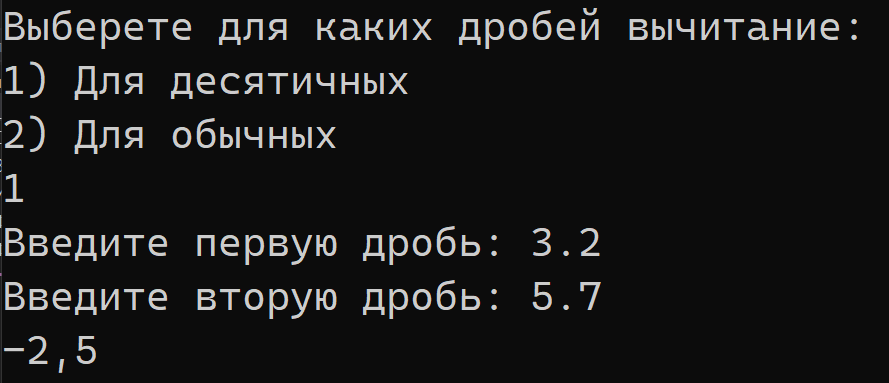 Выберете для каких дробей вычитание:
1) Для десятичных
2) Для обычных
1
Введите первую дробь: 3.2
Введите вторую дробь: 5.7
-2,5